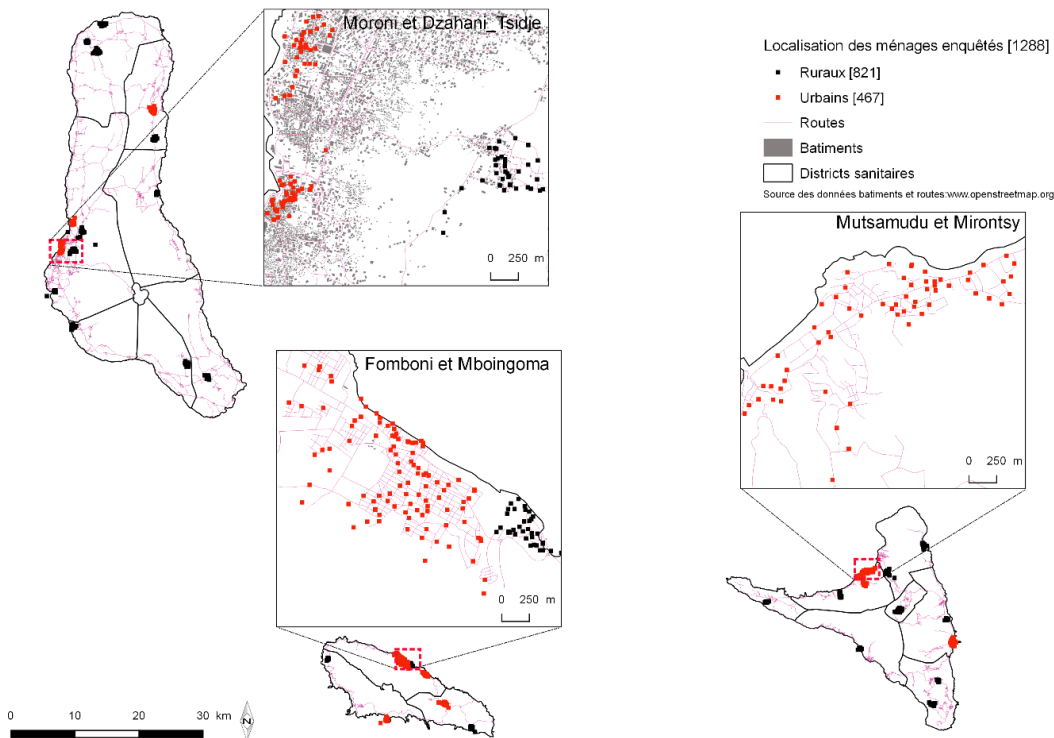 Moroni et Dzahani_Tsidje
0 250 m
Localisation des ménages enquêtés [1288]
Ruraux [821]
Urbains [467]
Routes
Batiments
Districts sanitaires
Source des données batiments et routes:www.openstreetmap.org
Mutsamudu et Mirontsy
0 250 m
Fomboni et Mboingoma
0 250 m
0 10 20 30 km
N